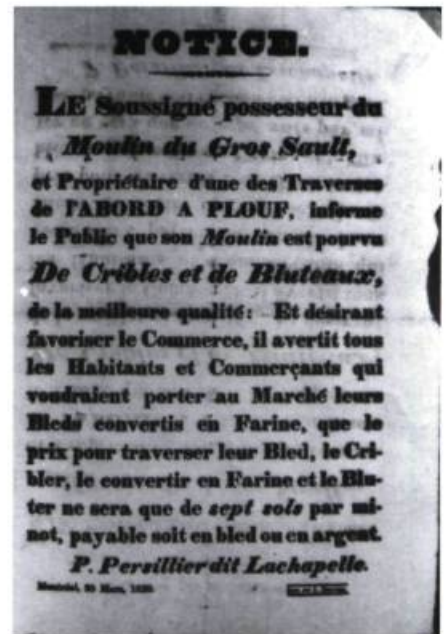 NOTICE.
LE Soussigné possesseur du
Moulin du Gros Sault,
et Propriétaire d'une des Traverses
de l'ABORD A PLOUF, informe
le Public que son Moulin est pourvu
De Cribles et de Bluteaux,
de la meilleure qualité: Et désirant
favoriser le Commerce, il avertit tous
les Habitants et Commerçants qui
voudraient porter au Marché leurs
Bleds convertis en Farine, que le
prix pour traverser leur Bled, le Cri-
bler, le convertir en Farine et le Blu-
ter ne sera que de sept sols par mi-
not, payable soit en bled ou en argent.
P. Persillier dit Lachapelle.
Montréal, Mars,